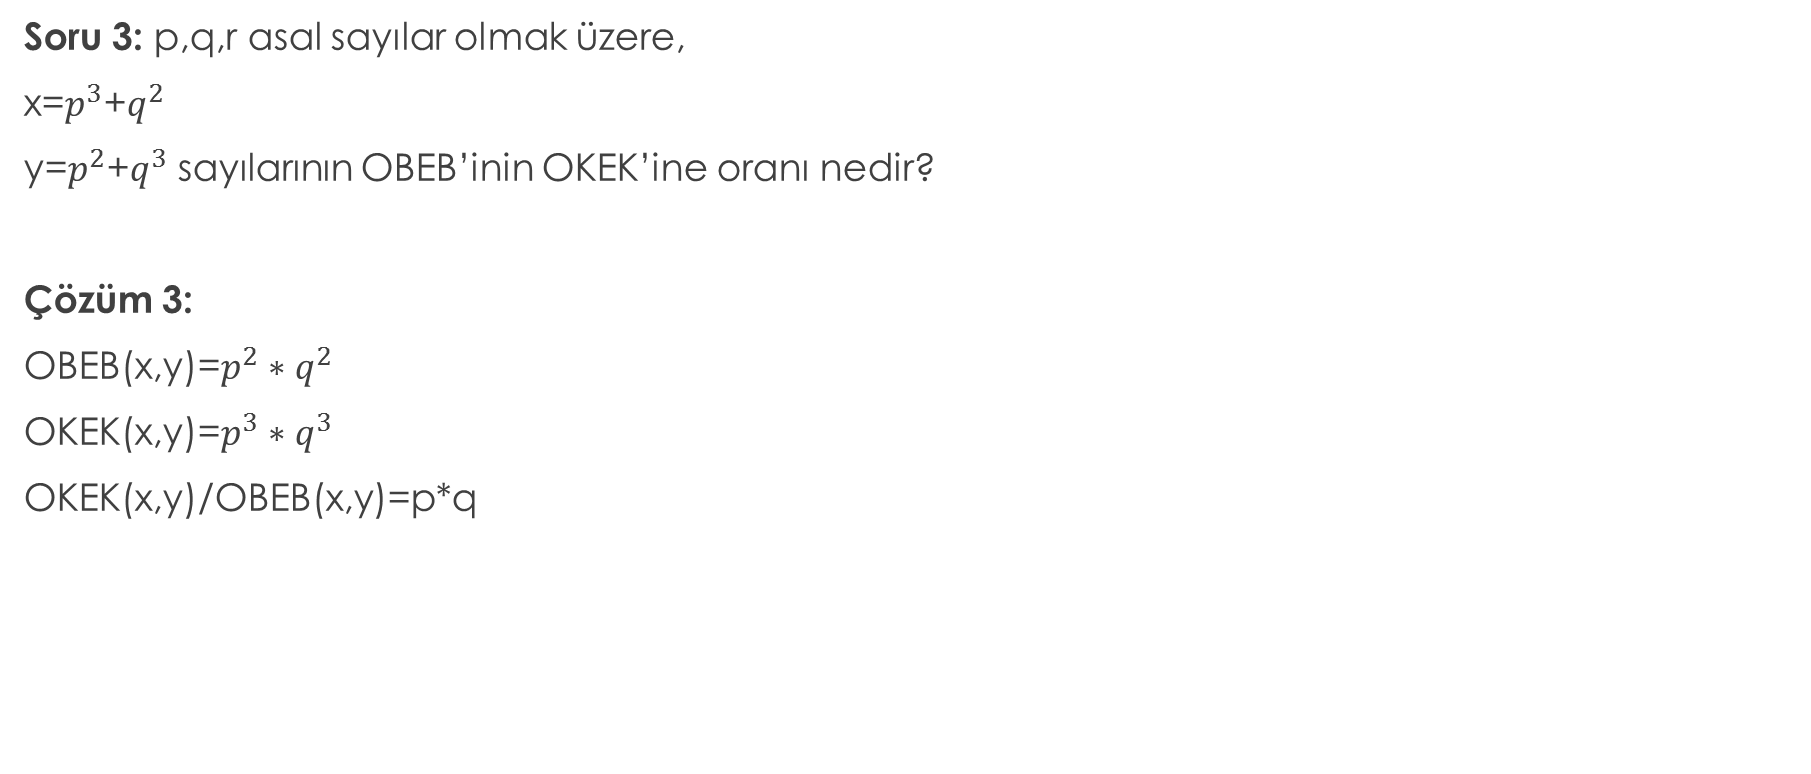 Soru 3: p,q,r asal sayılar olmak üzere,
x=p³+q²
y=p²+q³ sayılarının OBEB'inin OKEK'ine oranı nedir?
Çözüm 3:
OBEB(x,y)=p² ∗ q²
OKEK(x,y)=p³ ∗ q³
OKEK(x,y)/OBEB(x,y)=p*q